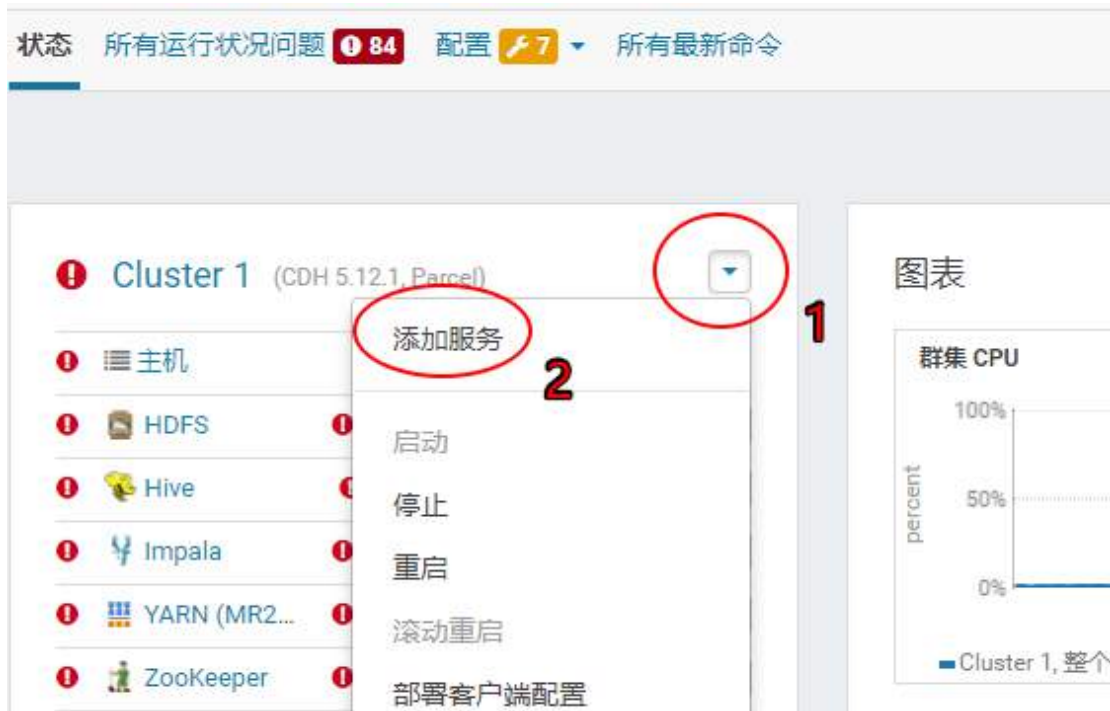 状态 所有运行状况问题 84 配置 7 所有最新命令
Cluster 1 (CDH 5.12.1, Parcel)
添加服务
1
2
主机
HDFS
Hive
Impala
YARN (MR2...
ZooKeeper
启动
停止
重启
滚动重启
部署客户端配置
图表
群集 CPU
percent
100%
50%
0%
Cluster 1, 整个